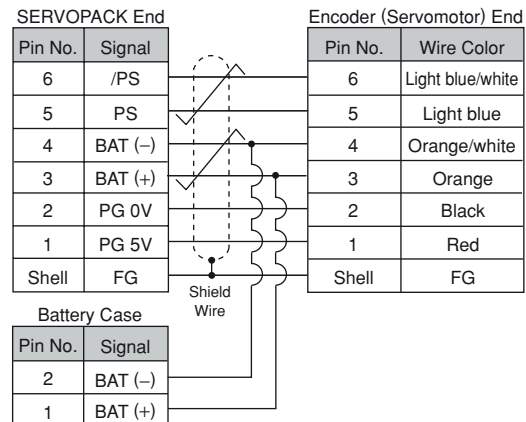 SERVOPACK End
Pin No. Signal
6 /PS
5 PS
4 BAT (−)
3 BAT (+)
2 PG 0V
1 PG 5V
Shell FG
Shield
Wire
Encoder (Servomotor) End
Pin No. Wire Color
6 Light blue/white
5 Light blue
4 Orange/white
3 Orange
2 Black
1 Red
Shell FG
Battery Case
Pin No. Signal
2 BAT (−)
1 BAT (+)